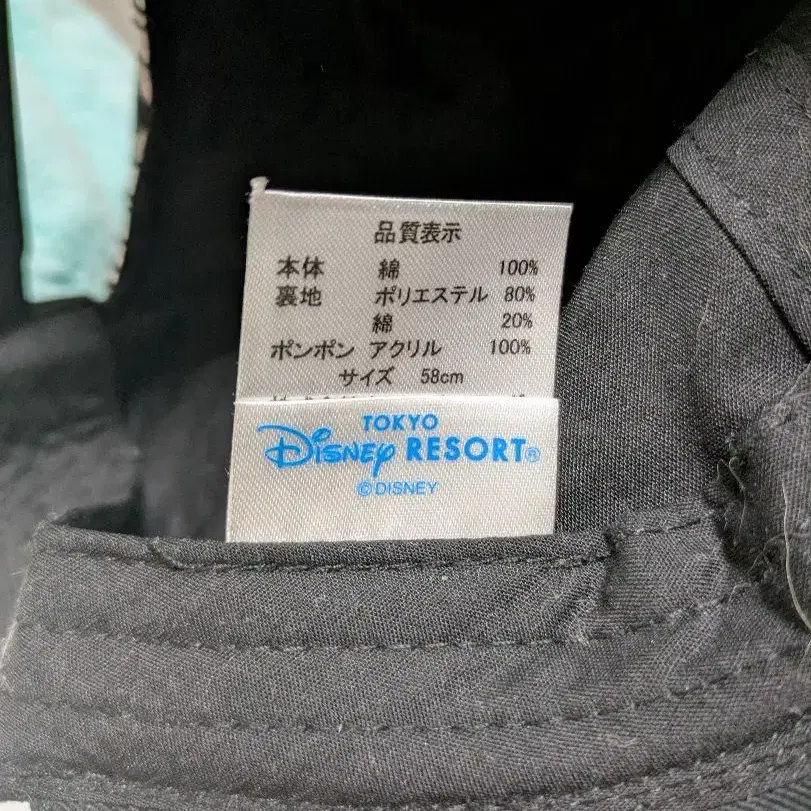 品質表示
本体 綿 100%
裏地 ポリエステル 80%
綿 20%
ポンポン アクリル 100%
サイズ 58cm
TOKYO
Disney RESORT®
©DISNEY